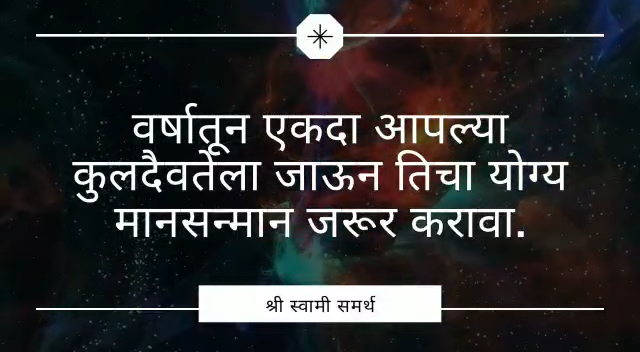 वर्षातून एकदा आपल्या
कुलदैवतेला जाऊन तिचा योग्य
मानसन्मान जरूर करावा.
श्री स्वामी समर्थ